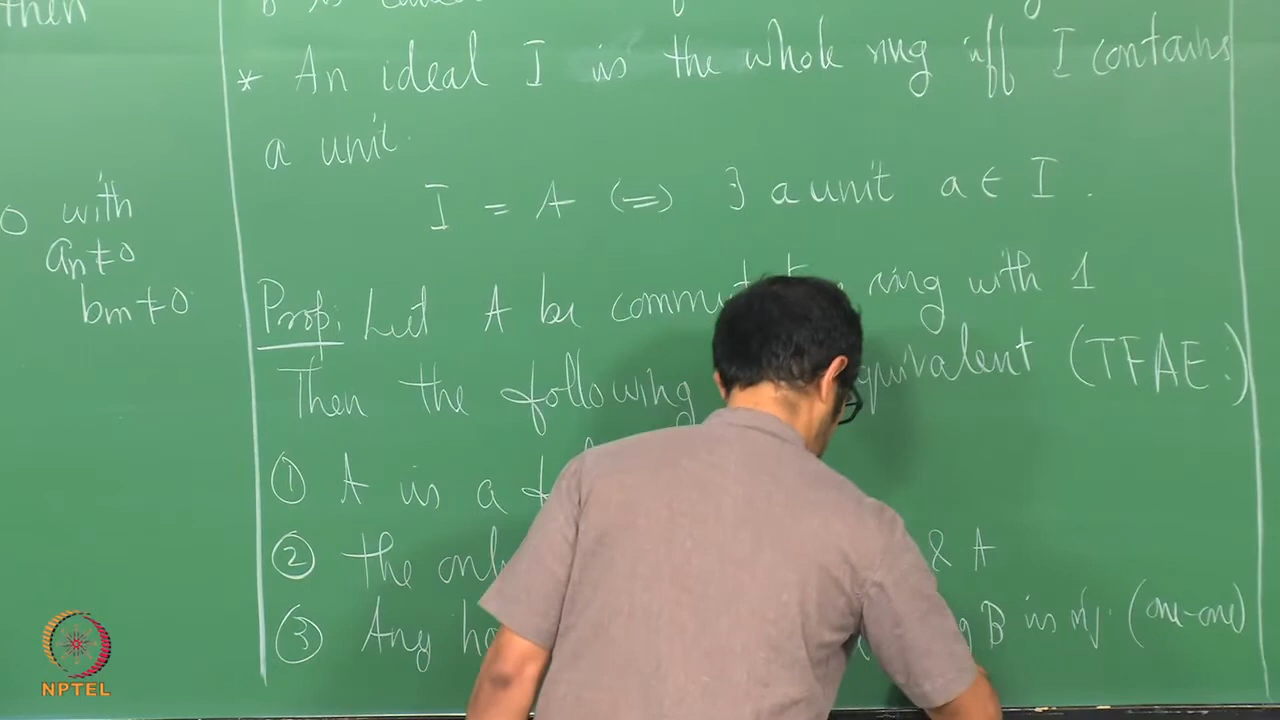 then
* An ideal I is the whole ring iff I contains
a unit.
I = A (=) ∃ a unit a ∈ I.
0 with
an ≠ 0
bm ≠ 0
Prop: Let A be ring with 1
Then the following equivalent (TFAE:)
① A is a
② the only & A
③ Any B is inj. (one-one)
NPTEL